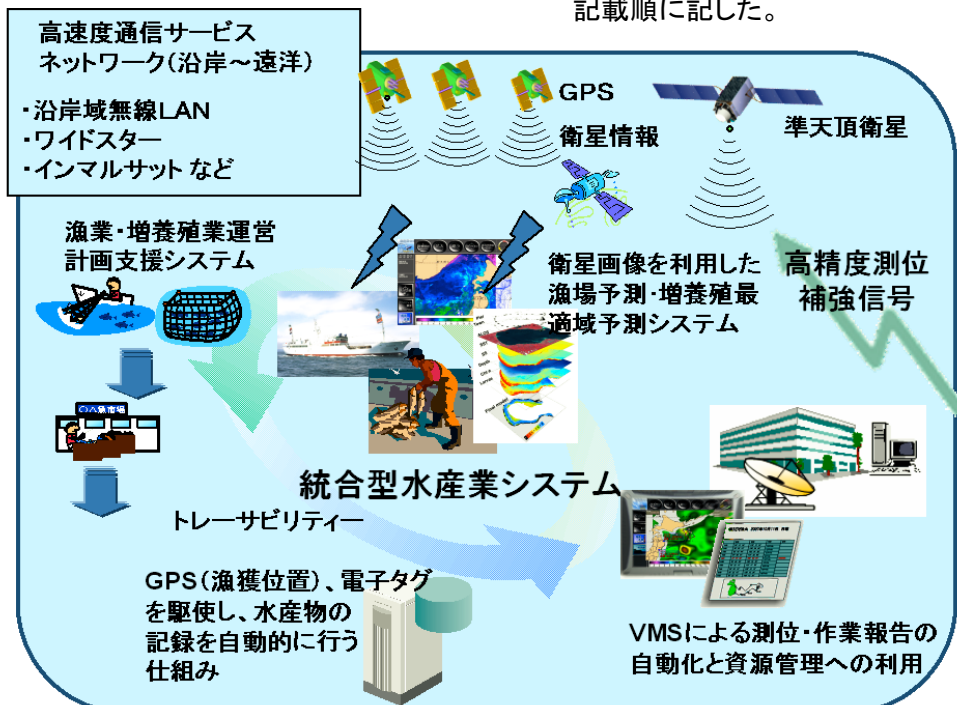 記載順に記した。
高速度通信サービス
ネットワーク(沿岸~遠洋)
・沿岸域無線LAN
・ワイドスター
・インマルサット など
GPS
衛星情報
準天頂衛星
漁業・増養殖業運営
計画支援システム
衛星画像を利用した
漁場予測・増養殖最
適域予測システム
高精度測位
補強信号
○△魚市場
統合型水産業システム
トレーサビリティー
GPS(漁獲位置)、電子タグ
を駆使し、水産物の
記録を自動的に行う
仕組み
VMSによる測位・作業報告の
自動化と資源管理への利用